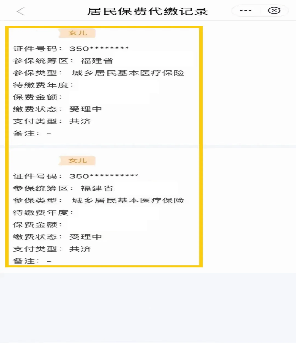 居民保费代缴记录
女儿
证件号码：350********
参保统筹区：福建省
参保类型：城乡居民基本医疗保险
待缴费年度：
保费金额：
缴费状态：受理中
支付类型：共济
备注：-
女儿
证件号码：350**********
参保统筹区：福建省
参保类型：城乡居民基本医疗保险
待缴费年度：
保费金额：
缴费状态：受理中
支付类型：共济
备注：-